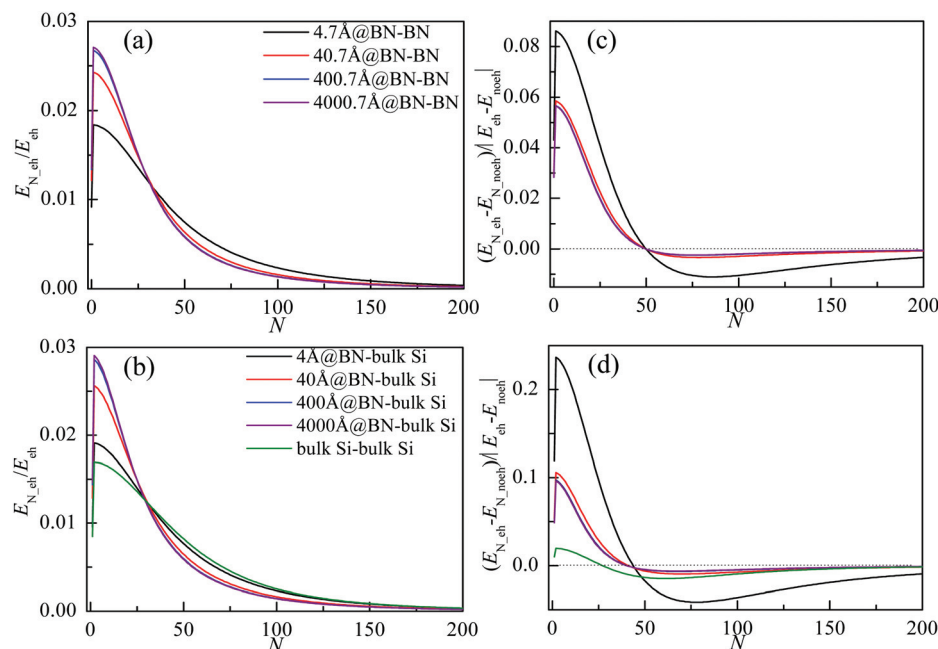 (a)
4.7Å@BN-BN
40.7Å@BN-BN
400.7Å@BN-BN
4000.7Å@BN-BN
E_N_eh/E_eh
0.03
0.02
0.01
0.00
0 50 100 150 200
N
(c)
(E_N_eh-E_N_noeh)/|E_eh-E_noeh|
0.08
0.06
0.04
0.02
0.00
0 50 100 150 200
N
(b)
4Å@BN-bulk Si
40Å@BN-bulk Si
400Å@BN-bulk Si
4000Å@BN-bulk Si
bulk Si-bulk Si
E_N_eh/E_eh
0.03
0.02
0.01
0.00
0 50 100 150 200
N
(d)
(E_N_eh-E_N_noeh)/|E_eh-E_noeh|
0.2
0.1
0.0
0 50 100 150 200
N